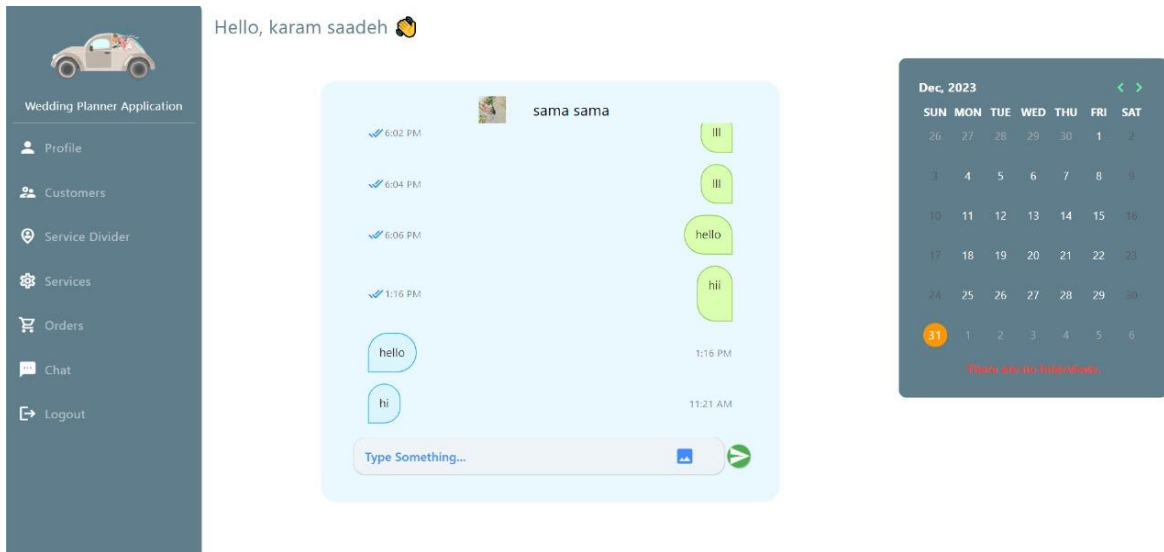 Hello, karam saadeh 👏
Wedding Planner Application
Profile
Customers
Service Divider
Services
Orders
Chat
Logout
sama sama
6:02 PM lll
6:04 PM lll
6:06 PM hello
1:16 PM hii
hello 1:16 PM
hi 11:21 AM
Type Something...
Dec, 2023 < >
SUN MON TUE WED THU FRI SAT
26 27 28 29 30 1 2
3 4 5 6 7 8 9
10 11 12 13 14 15 16
17 18 19 20 21 22 23
24 25 26 27 28 29 30
31 1 2 3 4 5 6
There are no Interviews.